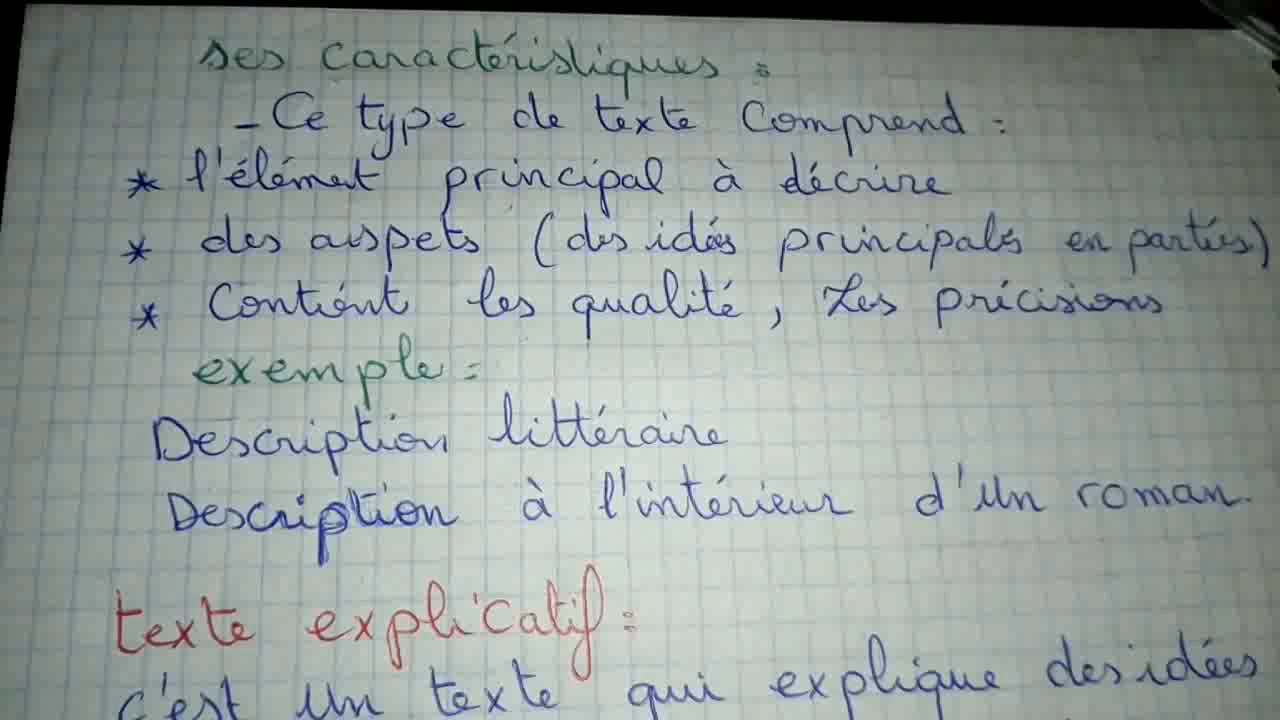 ses caractéristiques :
- Ce type de texte comprend :
* l'élément principal à décrire
* des aspets (des idés principals en parties)
* Contient les qualité, Les précisions
exemple :
Description littéraire
Description à l'intérieur d'un roman.
texte explicatif :
c'est un texte qui explique des idées